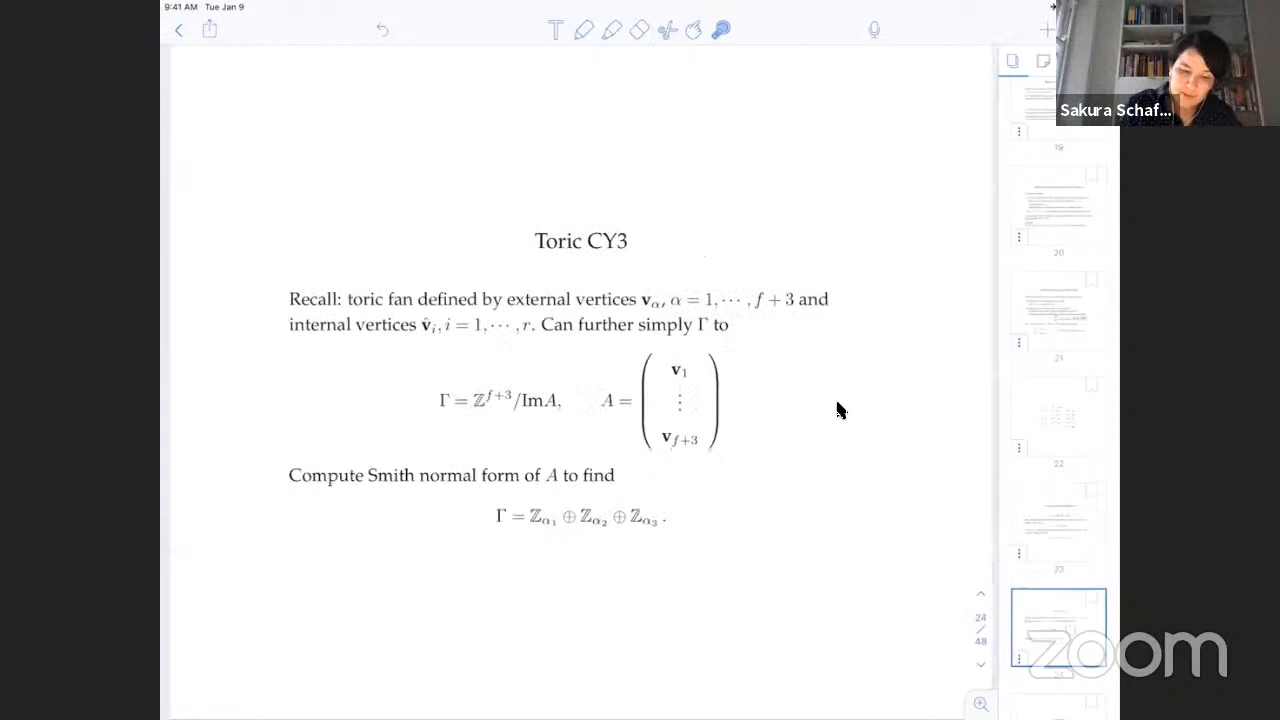 9:41 AM Tue Jan 9
Sakura Schaf...
Toric CY3
Recall: toric fan defined by external vertices v_α, α = 1, ⋯ , f + 3 and
internal vertices v̂_i, i = 1, ⋯ , r. Can further simply Γ to
Γ = ℤ^{f+3}/ImA, A = ( v_1 ⋮ v_{f+3} )
Compute Smith normal form of A to find
Γ = ℤ_{α_1} ⊕ ℤ_{α_2} ⊕ ℤ_{α_3} .
19
20
21
22
23
24
24
/
48
zoom